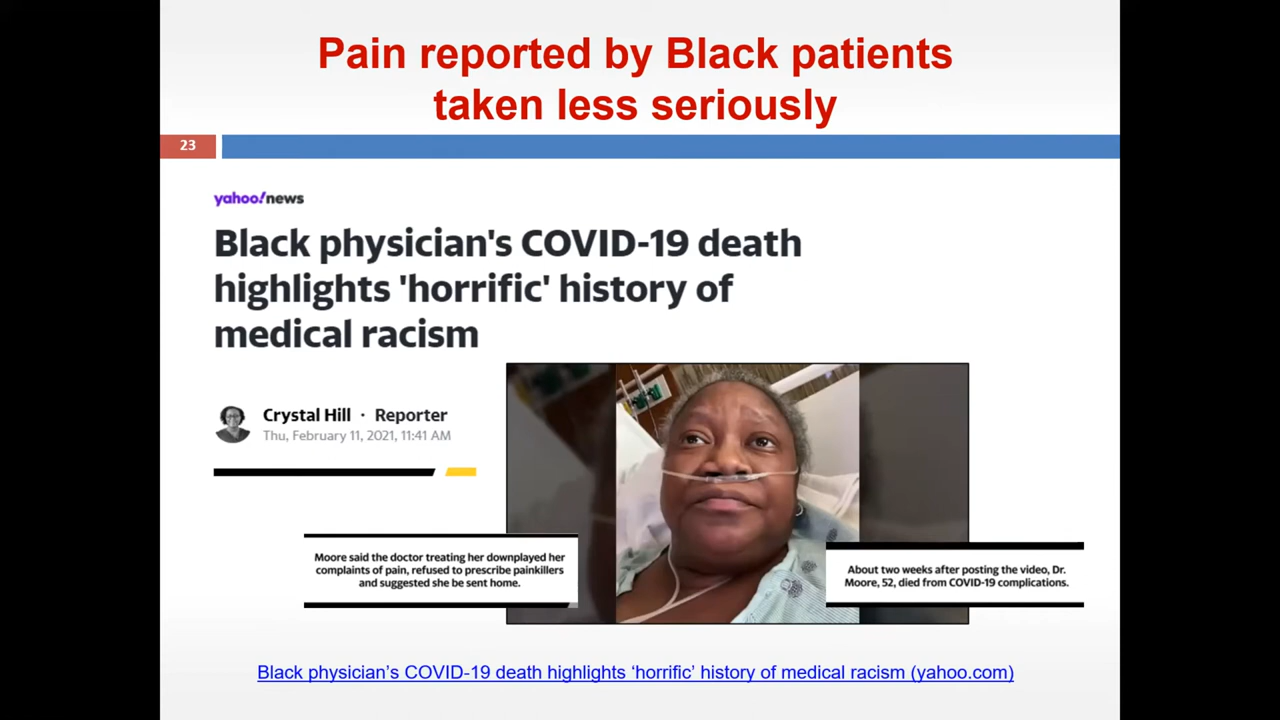 Pain reported by Black patients
taken less seriously
23
yahoo!news
Black physician's COVID-19 death
highlights 'horrific' history of
medical racism
Crystal Hill · Reporter
Thu, February 11, 2021, 11:41 AM
Moore said the doctor treating her downplayed her
complaints of pain, refused to prescribe painkillers
and suggested she be sent home.
About two weeks after posting the video, Dr.
Moore, 52, died from COVID-19 complications.
Black physician’s COVID-19 death highlights ‘horrific’ history of medical racism (yahoo.com)